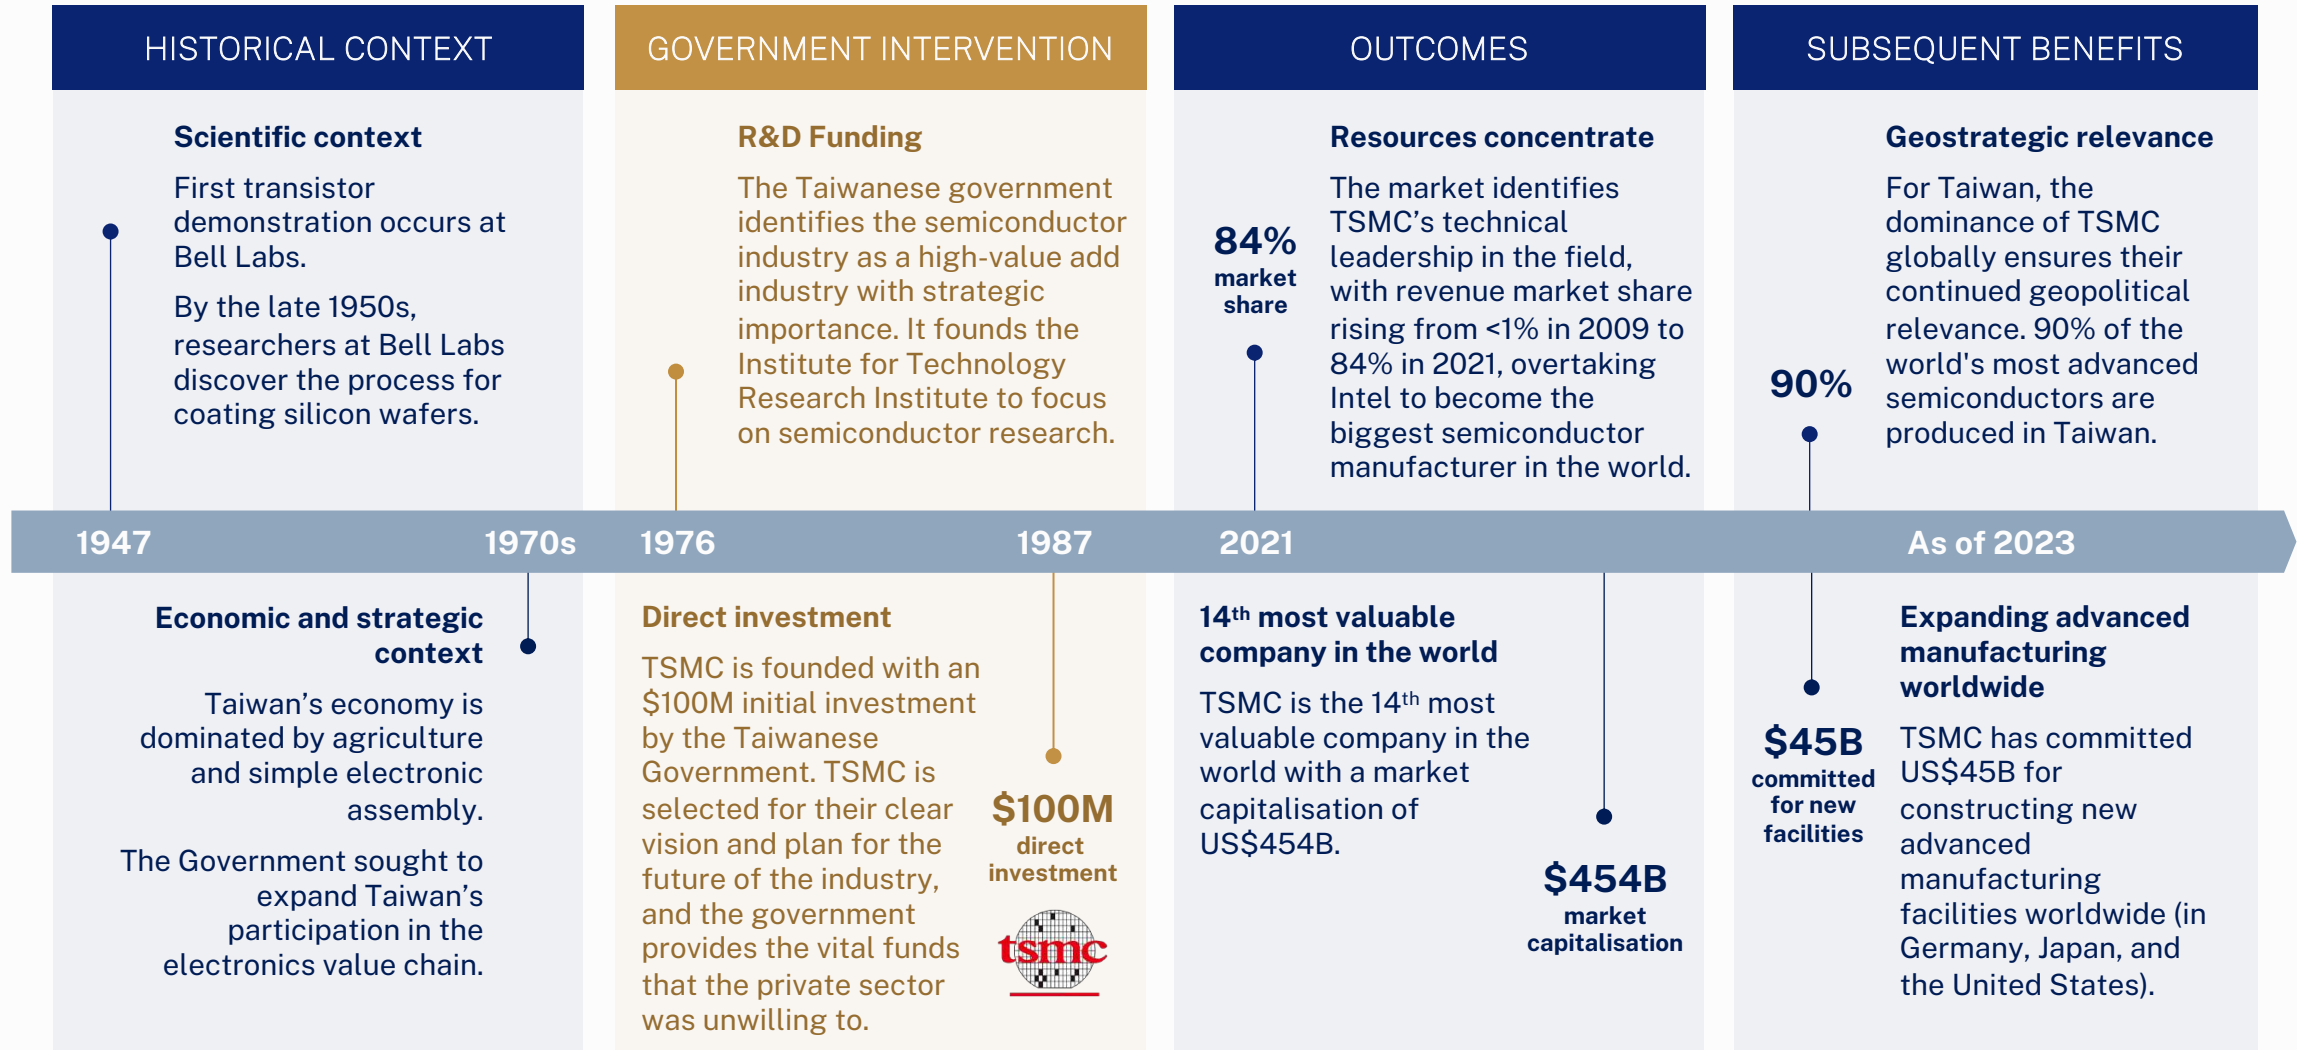 HISTORICAL CONTEXT
Scientific context
First transistor
demonstration occurs at
Bell Labs.
By the late 1950s,
researchers at Bell Labs
discover the process for
coating silicon wafers.
1947
1970s
Economic and strategic
context
Taiwan’s economy is
dominated by agriculture
and simple electronic
assembly.
The Government sought to
expand Taiwan’s
participation in the
electronics value chain.
GOVERNMENT INTERVENTION
R&D Funding
The Taiwanese government
identifies the semiconductor
industry as a high-value add
industry with strategic
importance. It founds the
Institute for Technology
Research Institute to focus
on semiconductor research.
1976
1987
Direct investment
TSMC is founded with an
$100M initial investment
by the Taiwanese
Government. TSMC is
selected for their clear
vision and plan for the
future of the industry,
and the government
provides the vital funds
that the private sector
was unwilling to.
$100M
direct
investment
tsmc
OUTCOMES
84%
market
share
Resources concentrate
The market identifies
TSMC’s technical
leadership in the field,
with revenue market share
rising from <1% in 2009 to
84% in 2021, overtaking
Intel to become the
biggest semiconductor
manufacturer in the world.
2021
14th most valuable
company in the world
TSMC is the 14th most
valuable company in the
world with a market
capitalisation of
US$454B.
$454B
market
capitalisation
SUBSEQUENT BENEFITS
90%
Geostrategic relevance
For Taiwan, the
dominance of TSMC
globally ensures their
continued geopolitical
relevance. 90% of the
world's most advanced
semiconductors are
produced in Taiwan.
As of 2023
$45B
committed
for new
facilities
Expanding advanced
manufacturing
worldwide
TSMC has committed
US$45B for
constructing new
advanced
manufacturing
facilities worldwide (in
Germany, Japan, and
the United States).